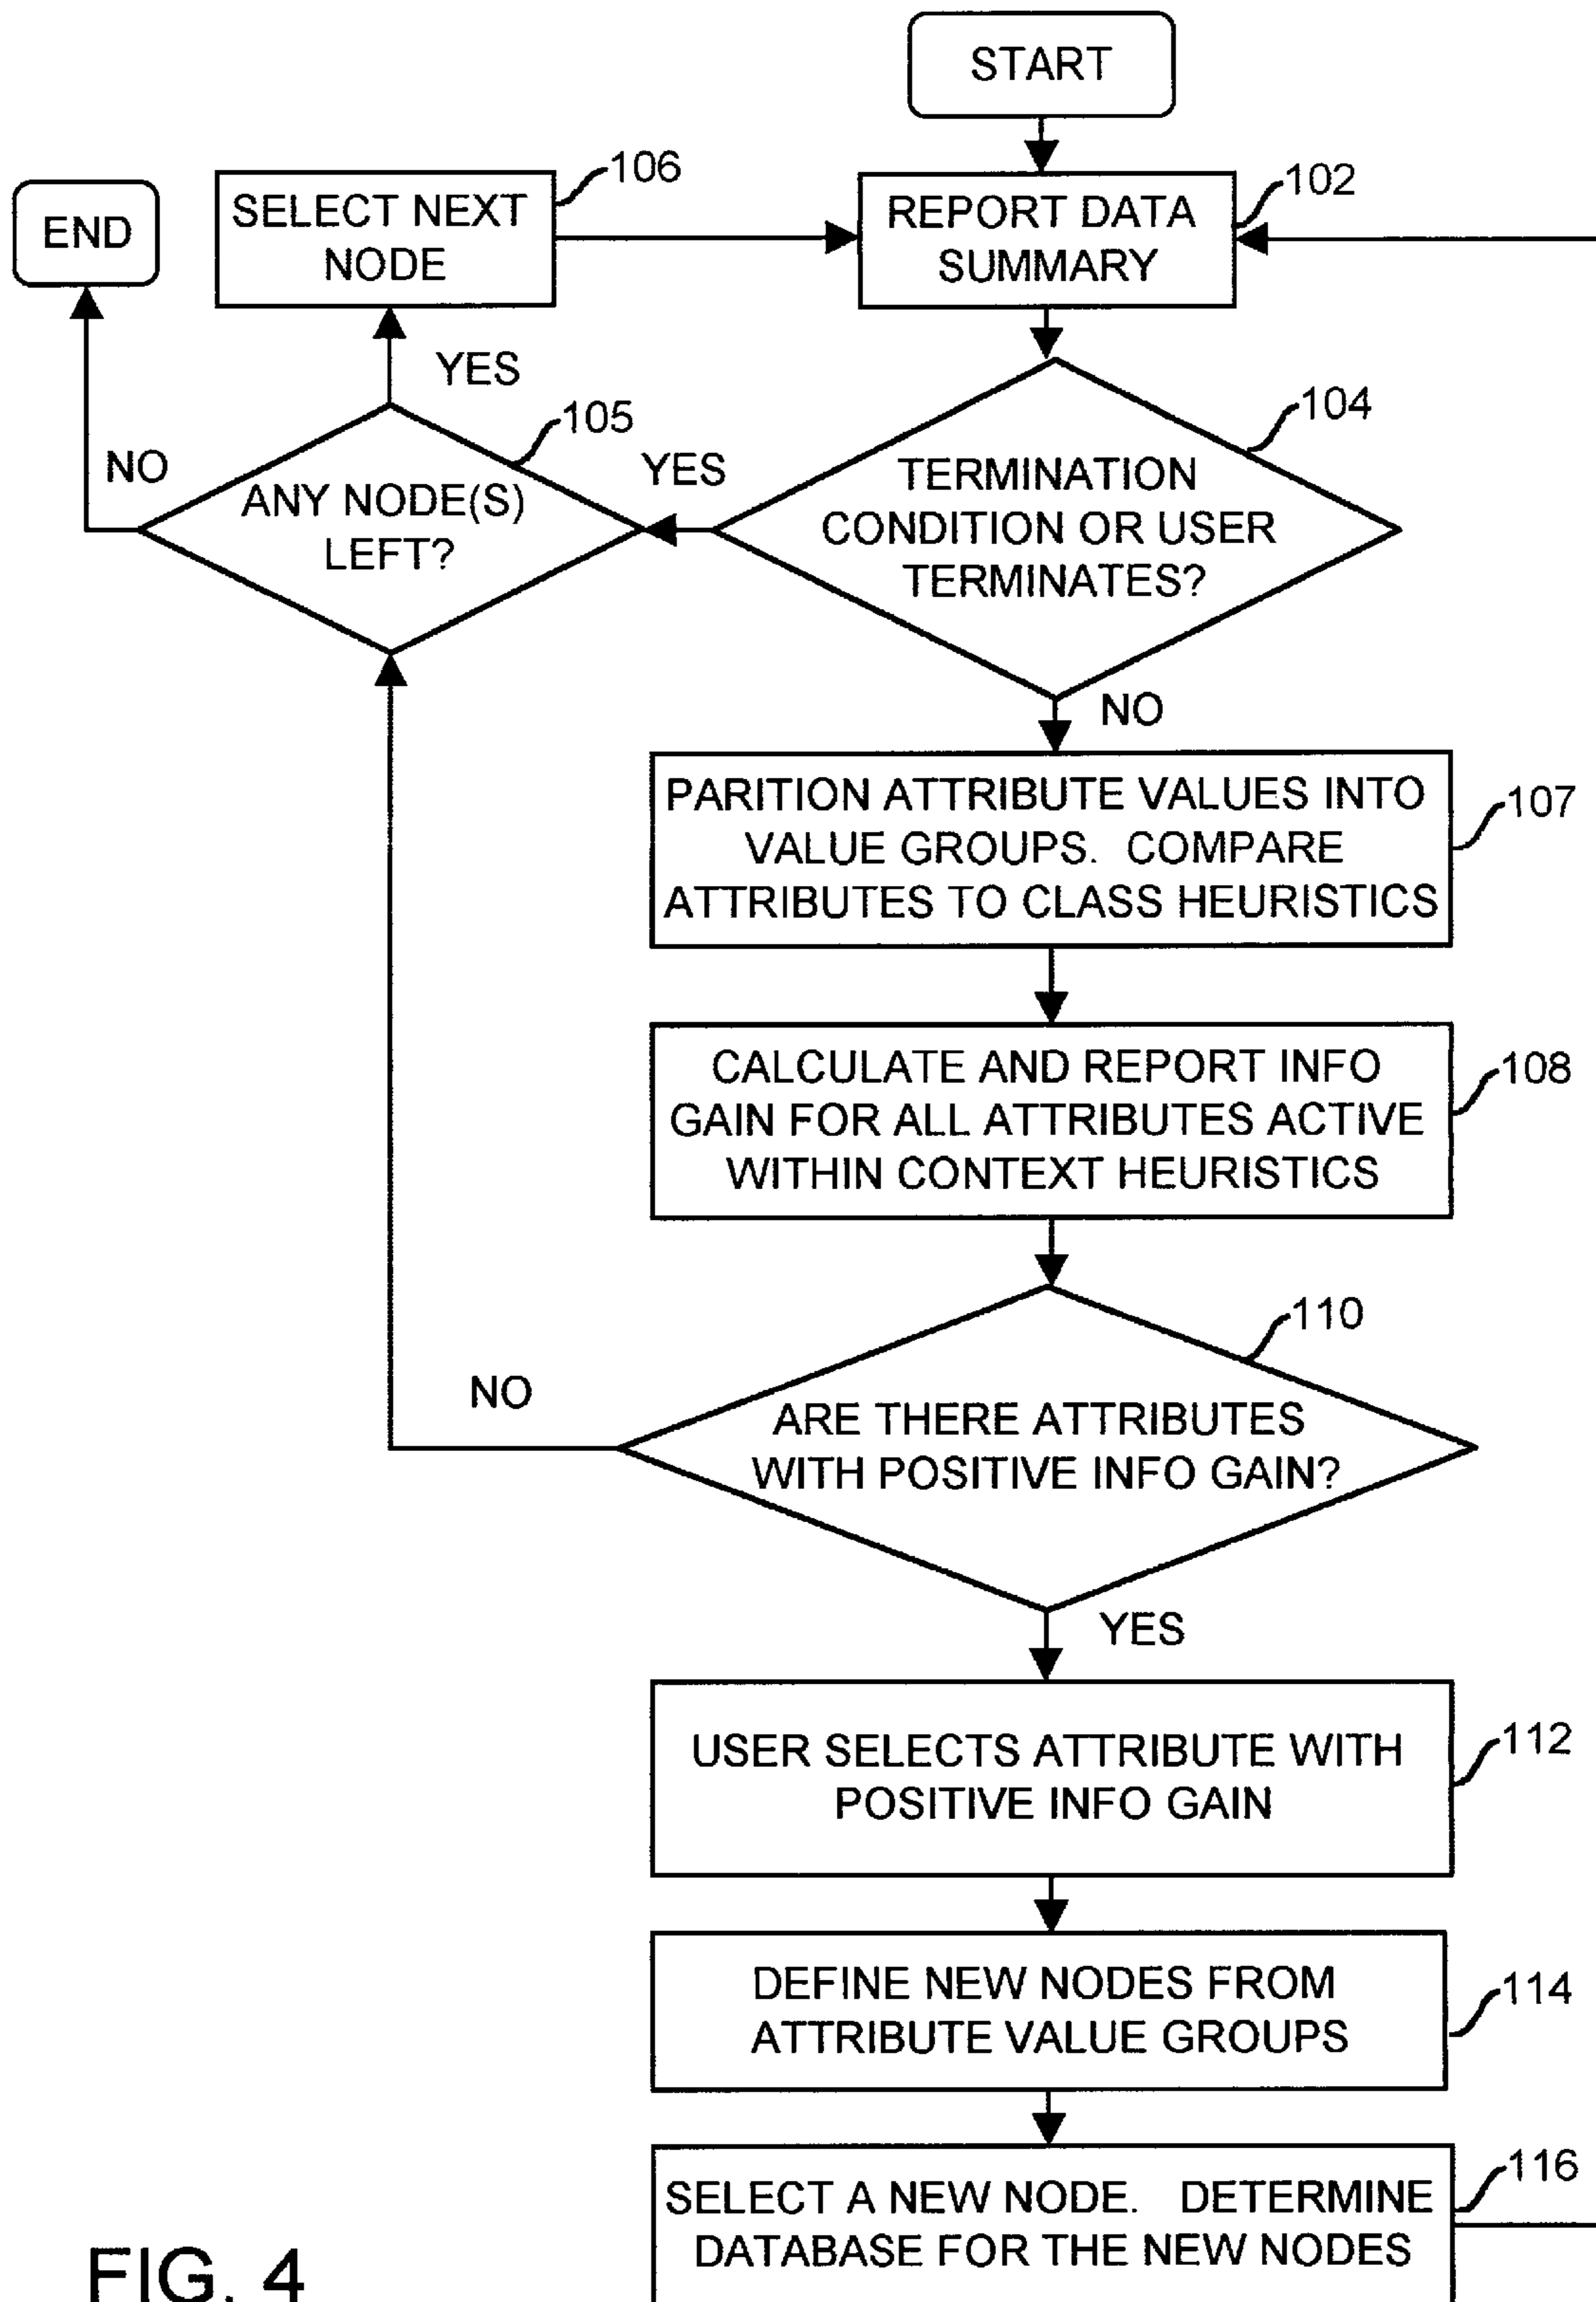 START
106
SELECT NEXT
NODE
END
102
REPORT DATA
SUMMARY
YES
105
NO
ANY NODE(S)
LEFT?
YES
104
TERMINATION
CONDITION OR USER
TERMINATES?
NO
PARITION ATTRIBUTE VALUES INTO
VALUE GROUPS. COMPARE
ATTRIBUTES TO CLASS HEURISTICS
107
CALCULATE AND REPORT INFO
GAIN FOR ALL ATTRIBUTES ACTIVE
WITHIN CONTEXT HEURISTICS
108
110
NO
ARE THERE ATTRIBUTES
WITH POSITIVE INFO GAIN?
YES
USER SELECTS ATTRIBUTE WITH
POSITIVE INFO GAIN
112
DEFINE NEW NODES FROM
ATTRIBUTE VALUE GROUPS
114
116
SELECT A NEW NODE. DETERMINE
DATABASE FOR THE NEW NODES
FIG. 4